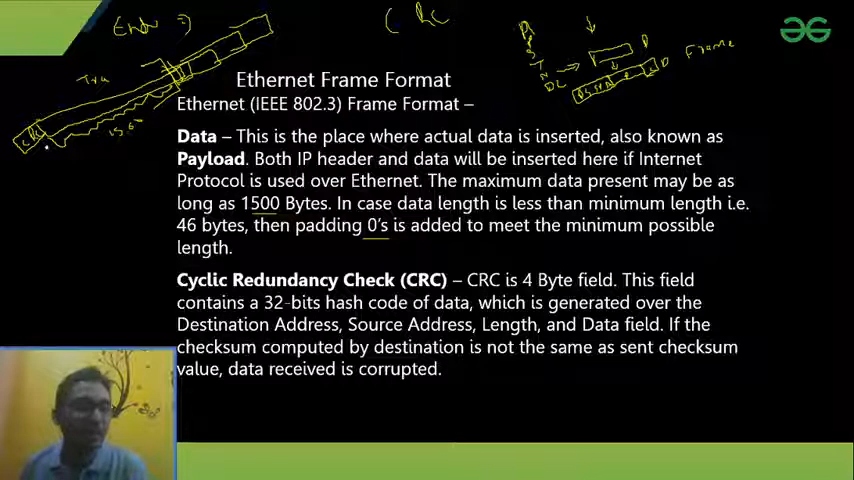 CRC
Frame
Ethernet Frame Format
Ethernet (IEEE 802.3) Frame Format –
Data – This is the place where actual data is inserted, also known as
Payload. Both IP header and data will be inserted here if Internet
Protocol is used over Ethernet. The maximum data present may be as
long as 1500 Bytes. In case data length is less than minimum length i.e.
46 bytes, then padding 0's is added to meet the minimum possible
length.
Cyclic Redundancy Check (CRC) – CRC is 4 Byte field. This field
contains a 32-bits hash code of data, which is generated over the
Destination Address, Source Address, Length, and Data field. If the
checksum computed by destination is not the same as sent checksum
value, data received is corrupted.